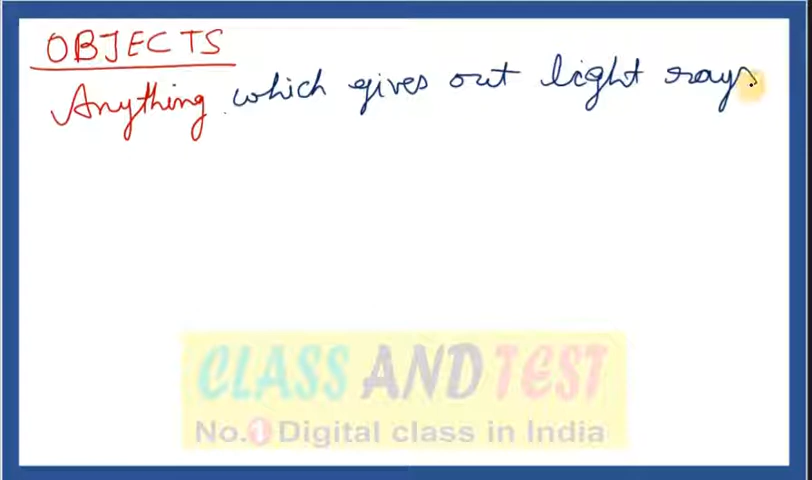 OBJECTS
Anything which gives out light rays.
CLASS AND TEST
No.1 Digital class in India